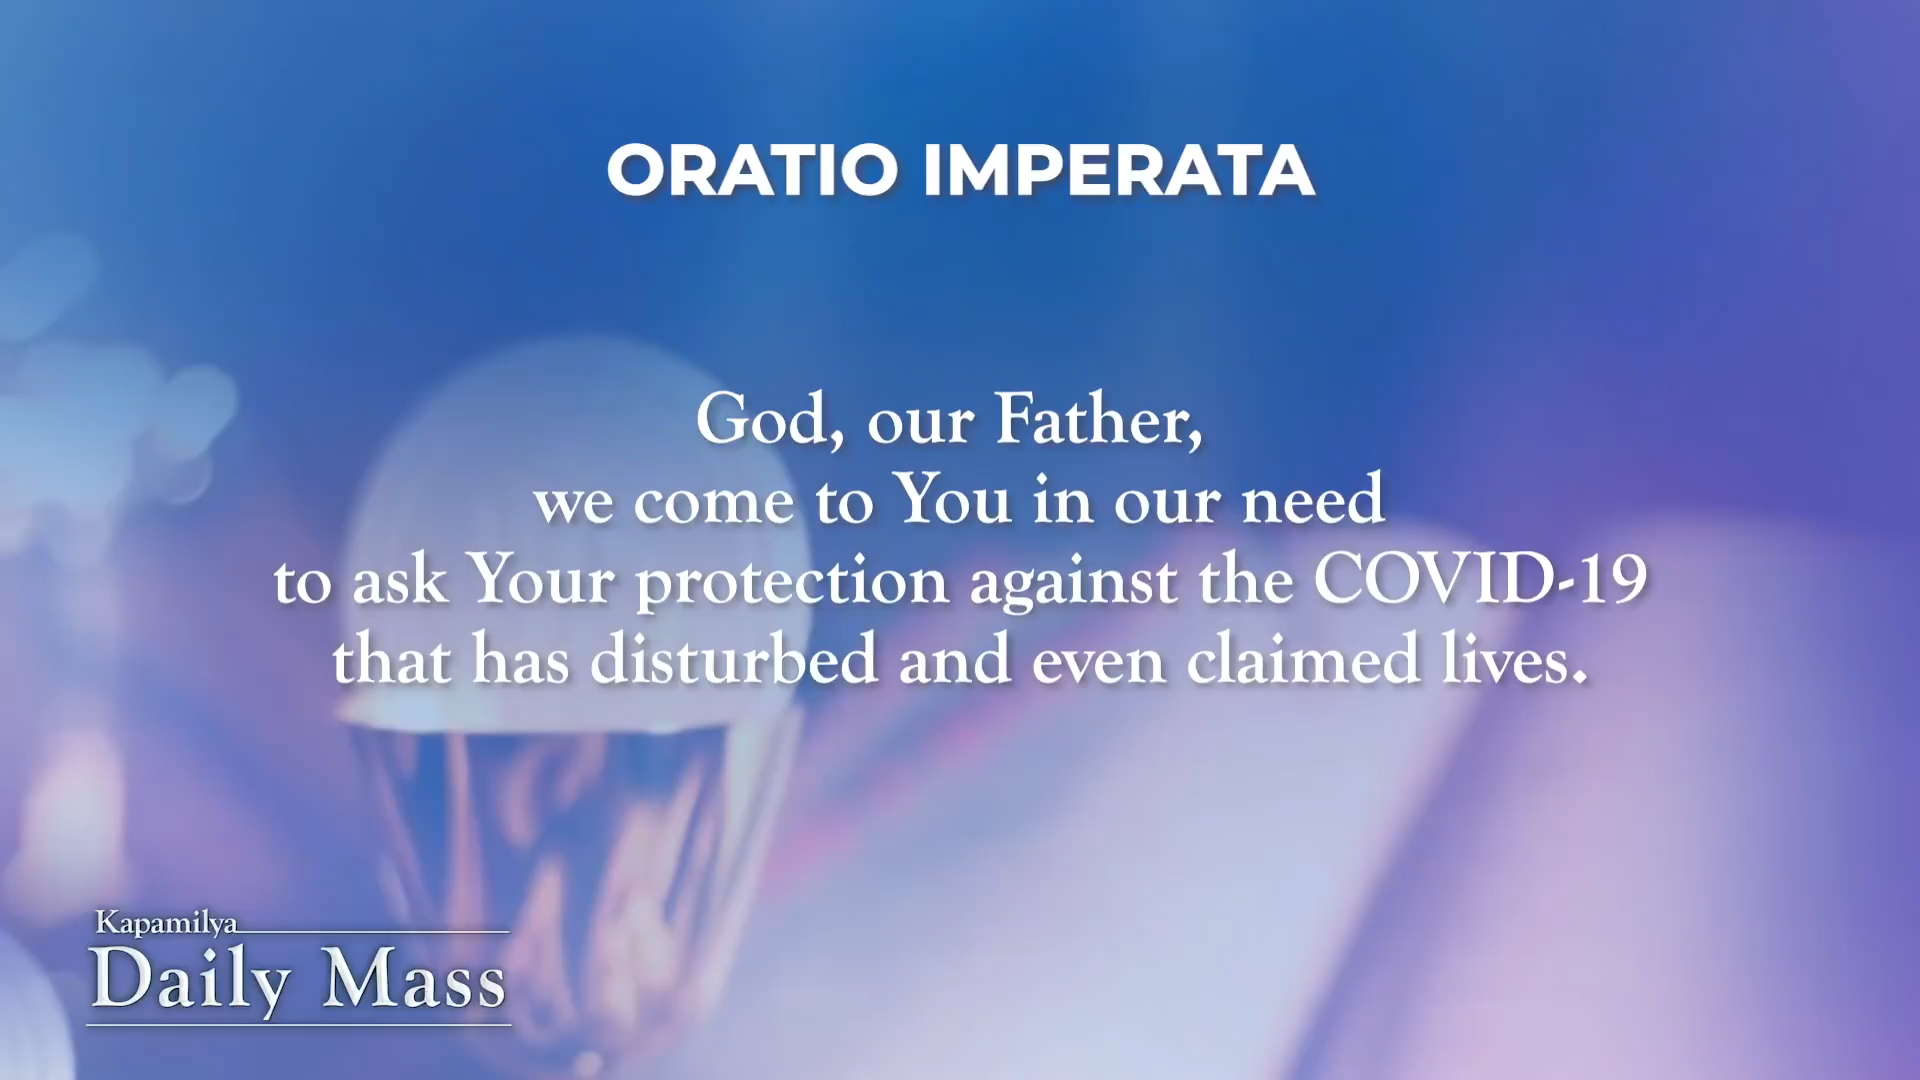 ORATIO IMPERATA
God, our Father,
we come to You in our need
to ask Your protection against the COVID-19
that has disturbed and even claimed lives.
Kapamilya
Daily Mass